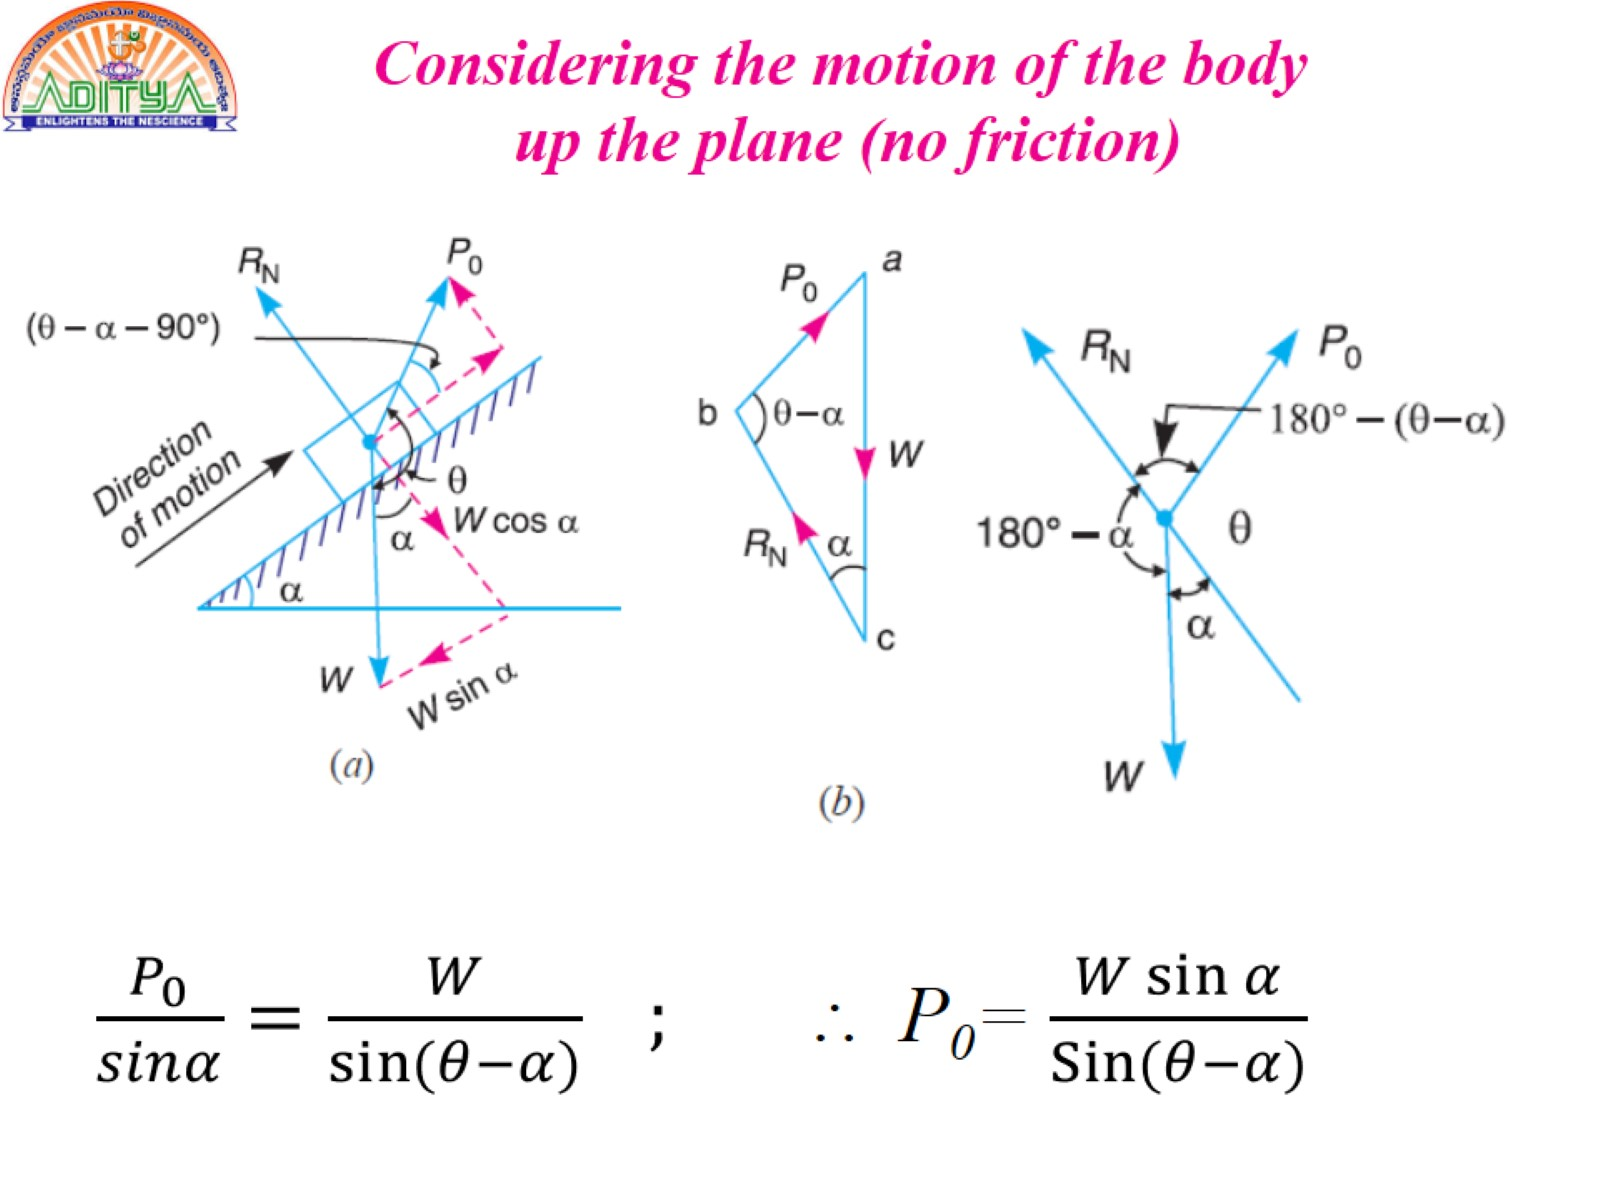 ADITYA
ENLIGHTENS THE NESCIENCE
Considering the motion of the body
up the plane (no friction)
R_N
P_0
(θ – α – 90°)
Direction
of motion
θ
W cos α
α
α
W
W sin α
(a)
a
P_0
b
θ–α
W
R_N
α
c
(b)
R_N
P_0
180° – (θ–α)
180° – α
θ
α
W
P_0/sinα = W/sin(θ–α) ; ∴ P_0 = W sin α/Sin(θ–α)